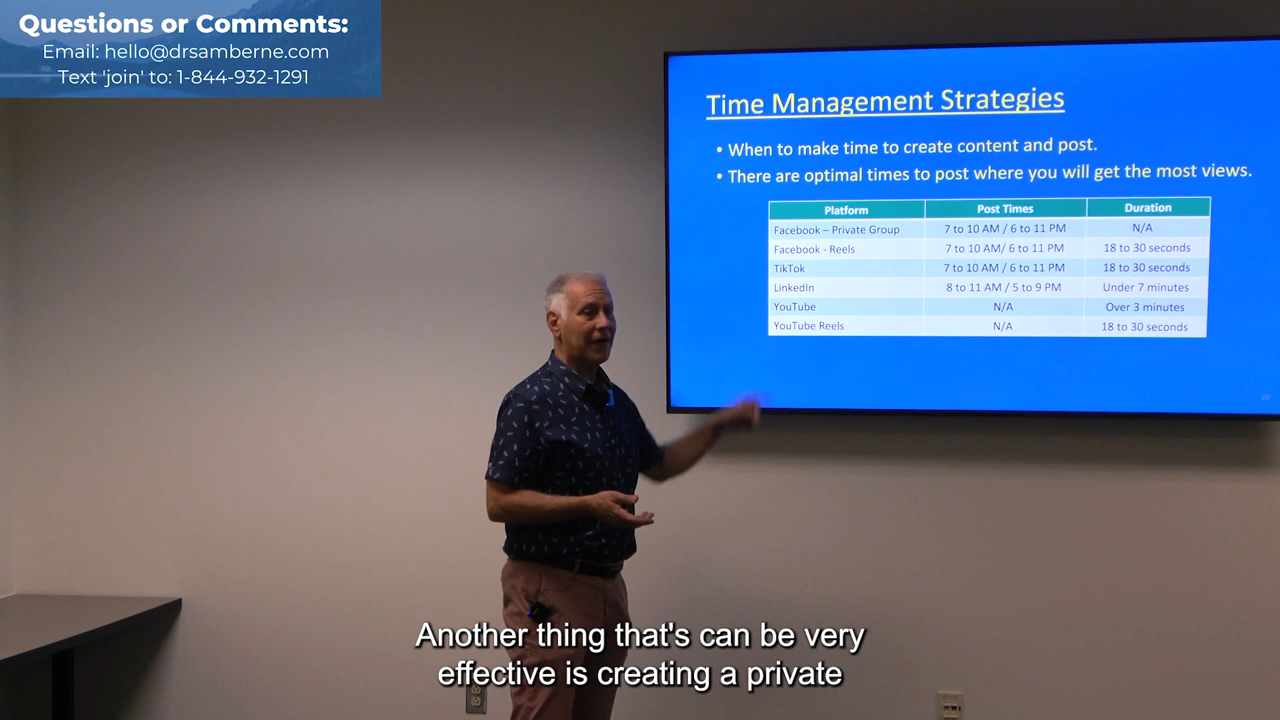 Questions or Comments:
Email: hello@drsamberne.com
Text 'join' to: 1-844-932-1291
Time Management Strategies
• When to make time to create content and post.
• There are optimal times to post where you will get the most views.
Platform Post Times Duration
Facebook – Private Group 7 to 10 AM / 6 to 11 PM N/A
Facebook - Reels 7 to 10 AM/ 6 to 11 PM 18 to 30 seconds
TikTok 7 to 10 AM / 6 to 11 PM 18 to 30 seconds
LinkedIn 8 to 11 AM / 5 to 9 PM Under 7 minutes
YouTube N/A Over 3 minutes
YouTube Reels N/A 18 to 30 seconds
Another thing that's can be very
effective is creating a private